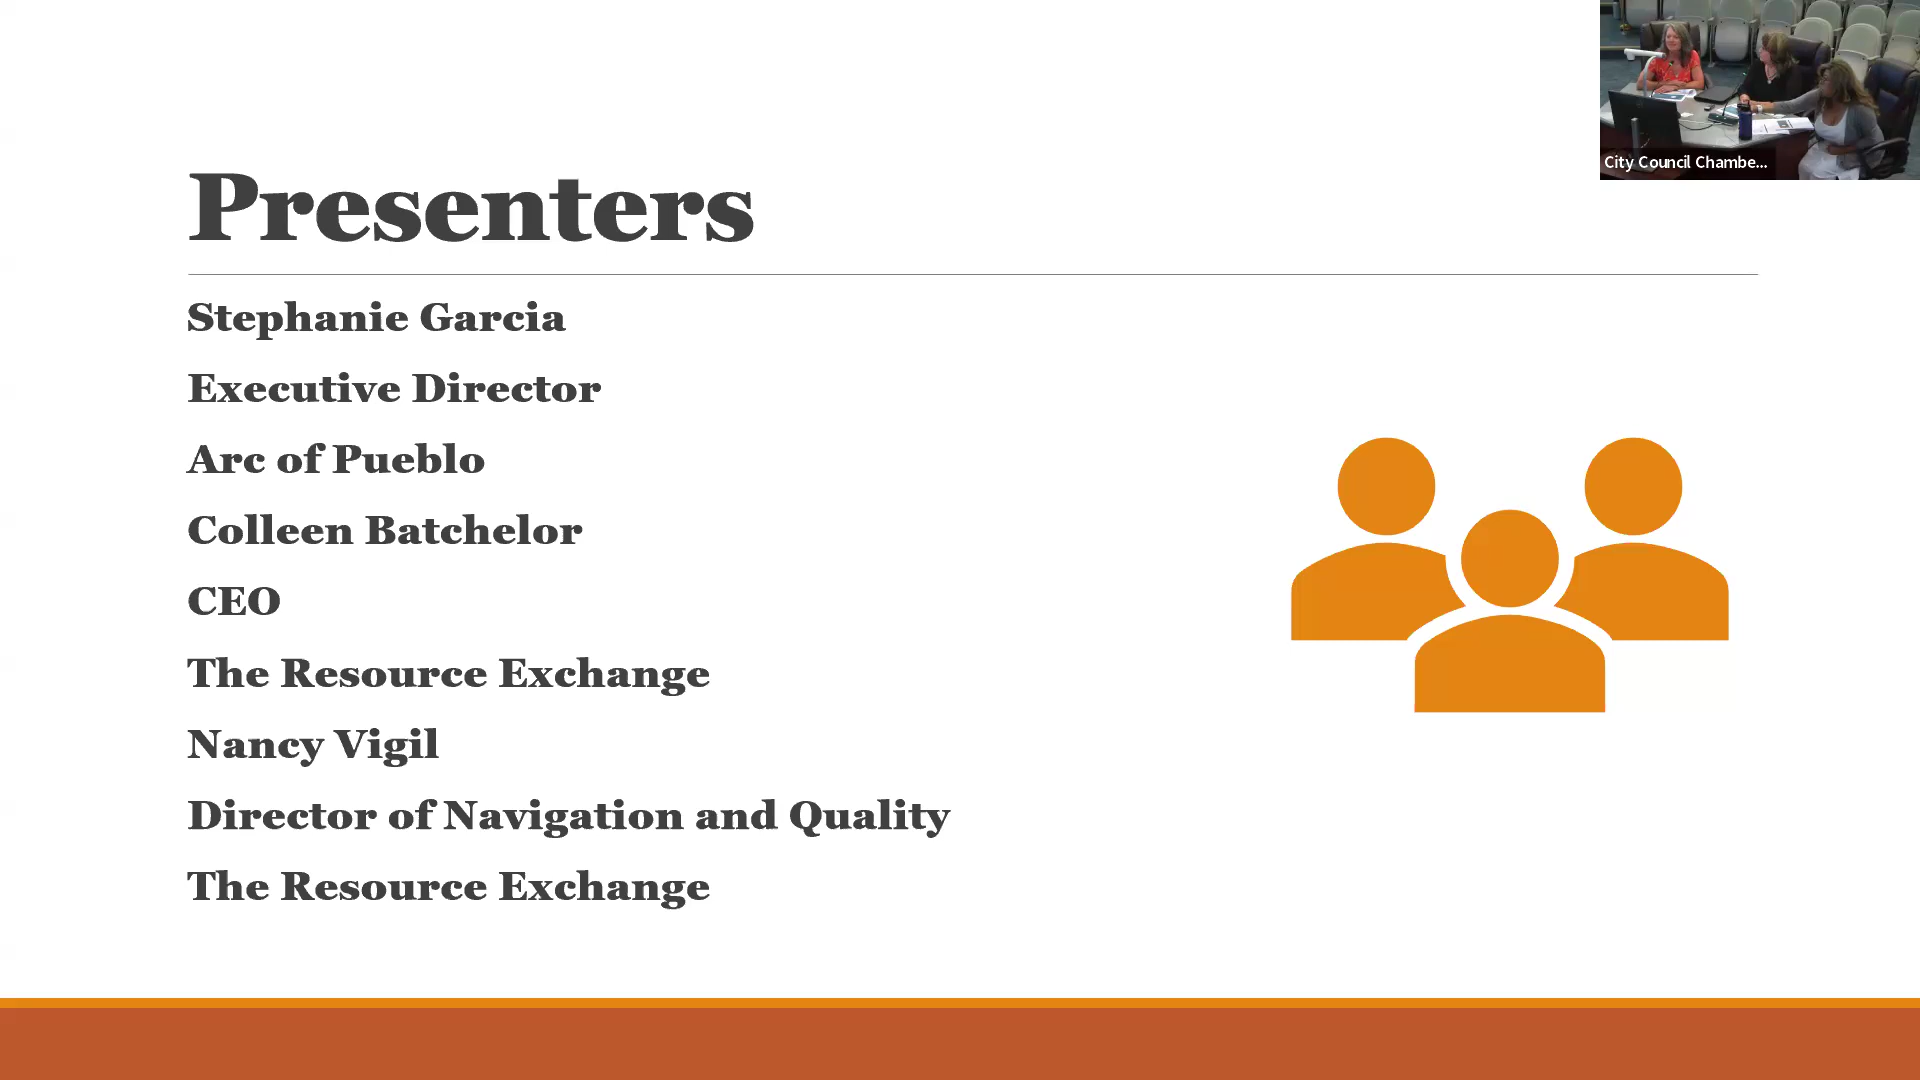 City Council Chambe...
Presenters
Stephanie Garcia
Executive Director
Arc of Pueblo
Colleen Batchelor
CEO
The Resource Exchange
Nancy Vigil
Director of Navigation and Quality
The Resource Exchange